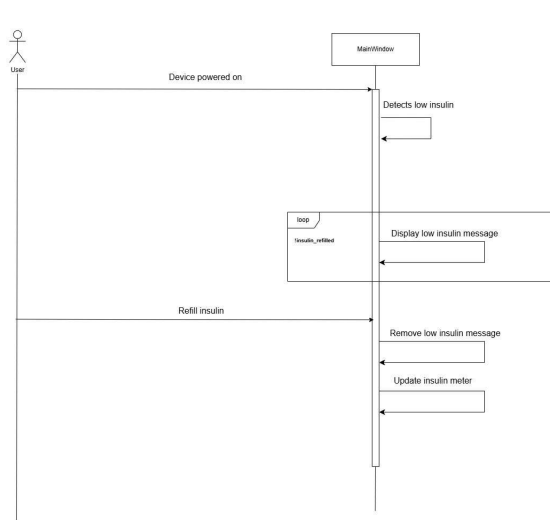 MainWindow
User
Device powered on
Detects low insulin
loop
!insulin_refilled
Display low insulin message
Refill insulin
Remove low insulin message
Update insulin meter